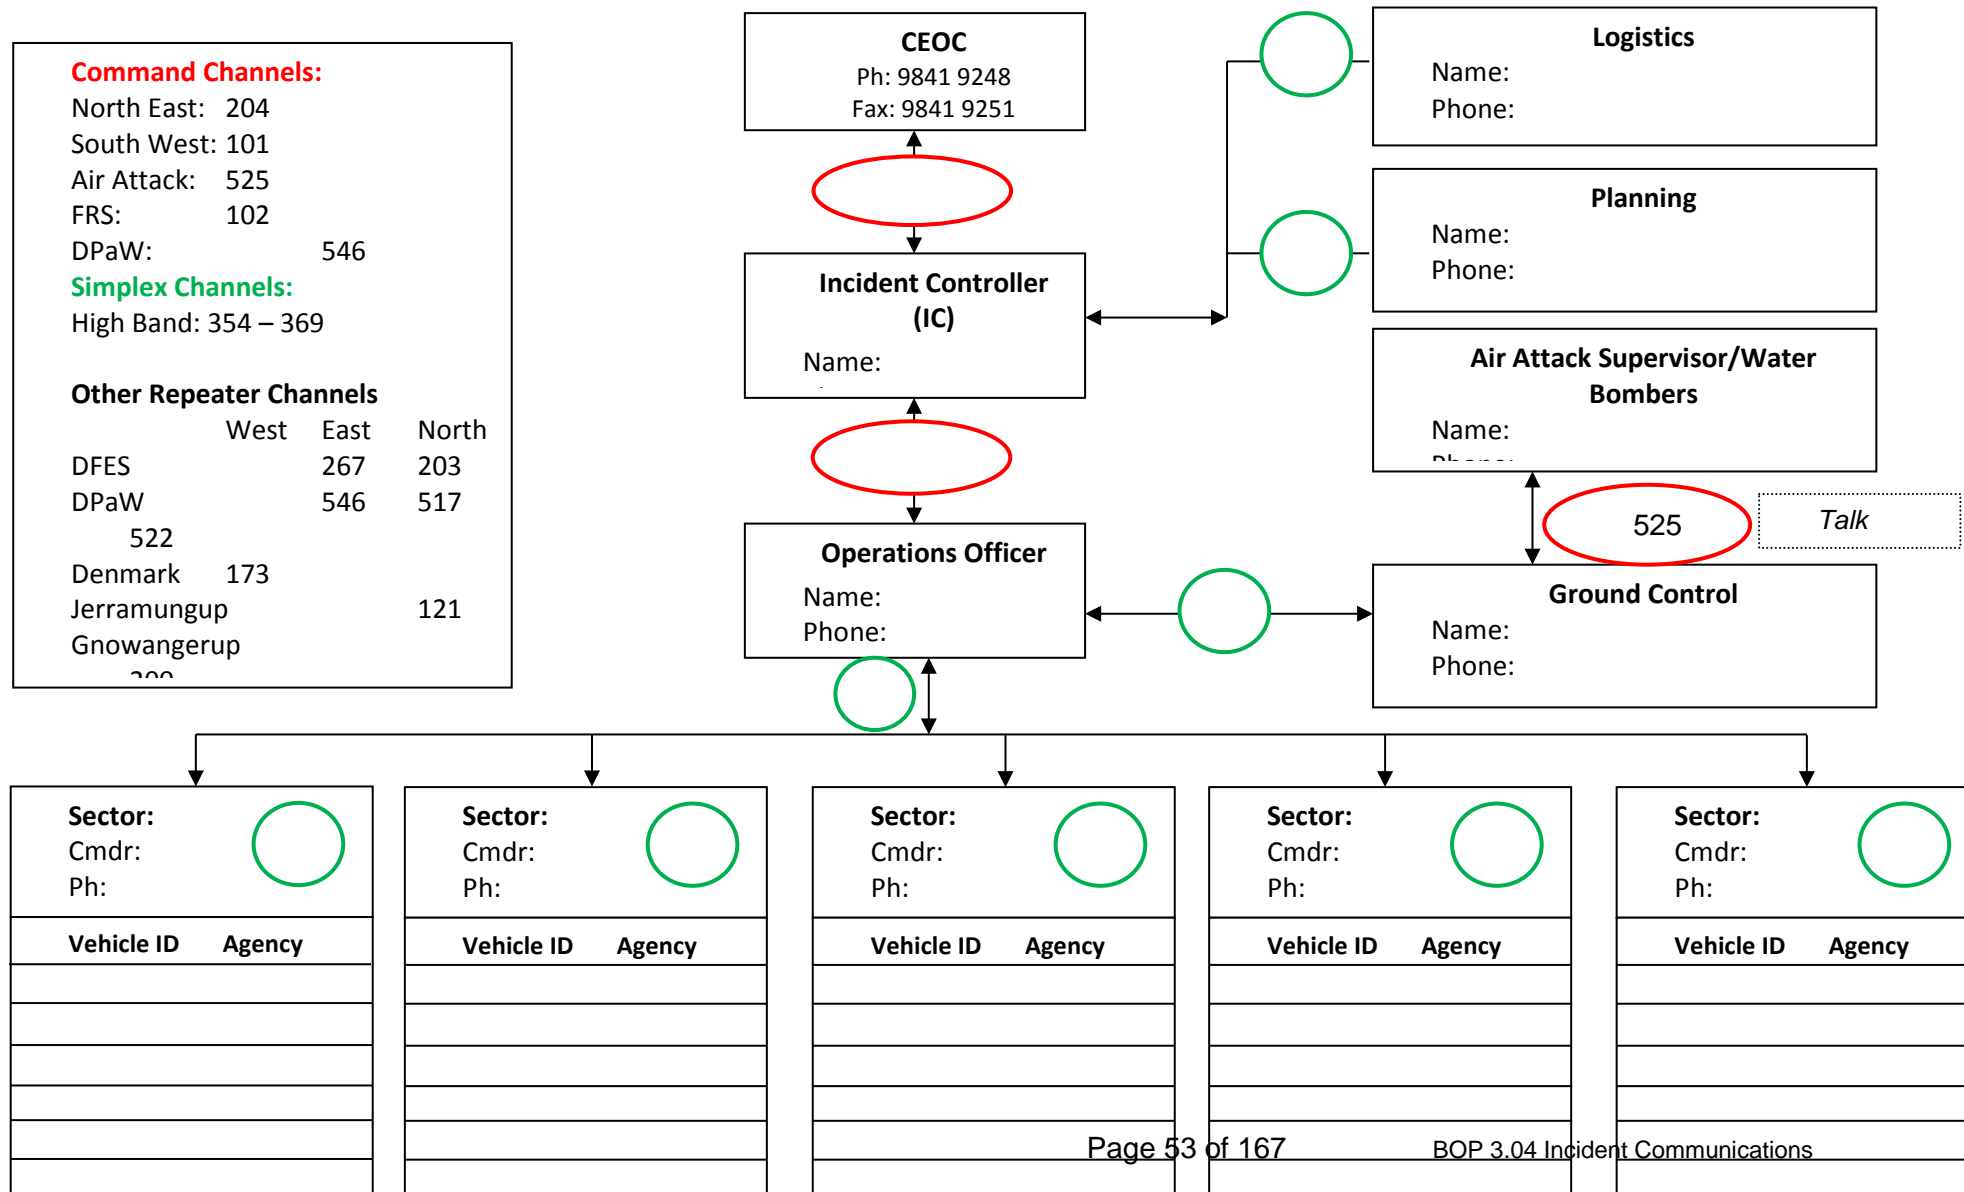 Command Channels:
North East: 204
South West: 101
Air Attack: 525
FRS: 102
DPaW: 546
Simplex Channels:
High Band: 354 – 369
Other Repeater Channels
West East North
DFES 267 203
DPaW 546 517
522
Denmark 173
Jerramungup 121
Gnowangerup
CEOC
Ph: 9841 9248
Fax: 9841 9251
Incident Controller
(IC)
Name:
Operations Officer
Name:
Phone:
Logistics
Name:
Phone:
Planning
Name:
Phone:
Air Attack Supervisor/Water
Bombers
Name:
Phone:
525
Talk
Ground Control
Name:
Phone:
Sector:
Cmdr:
Ph:
Vehicle ID Agency
Sector:
Cmdr:
Ph:
Vehicle ID Agency
Sector:
Cmdr:
Ph:
Vehicle ID Agency
Sector:
Cmdr:
Ph:
Vehicle ID Agency
Sector:
Cmdr:
Ph:
Vehicle ID Agency
Page 53 of 167
BOP 3.04 Incident Communications